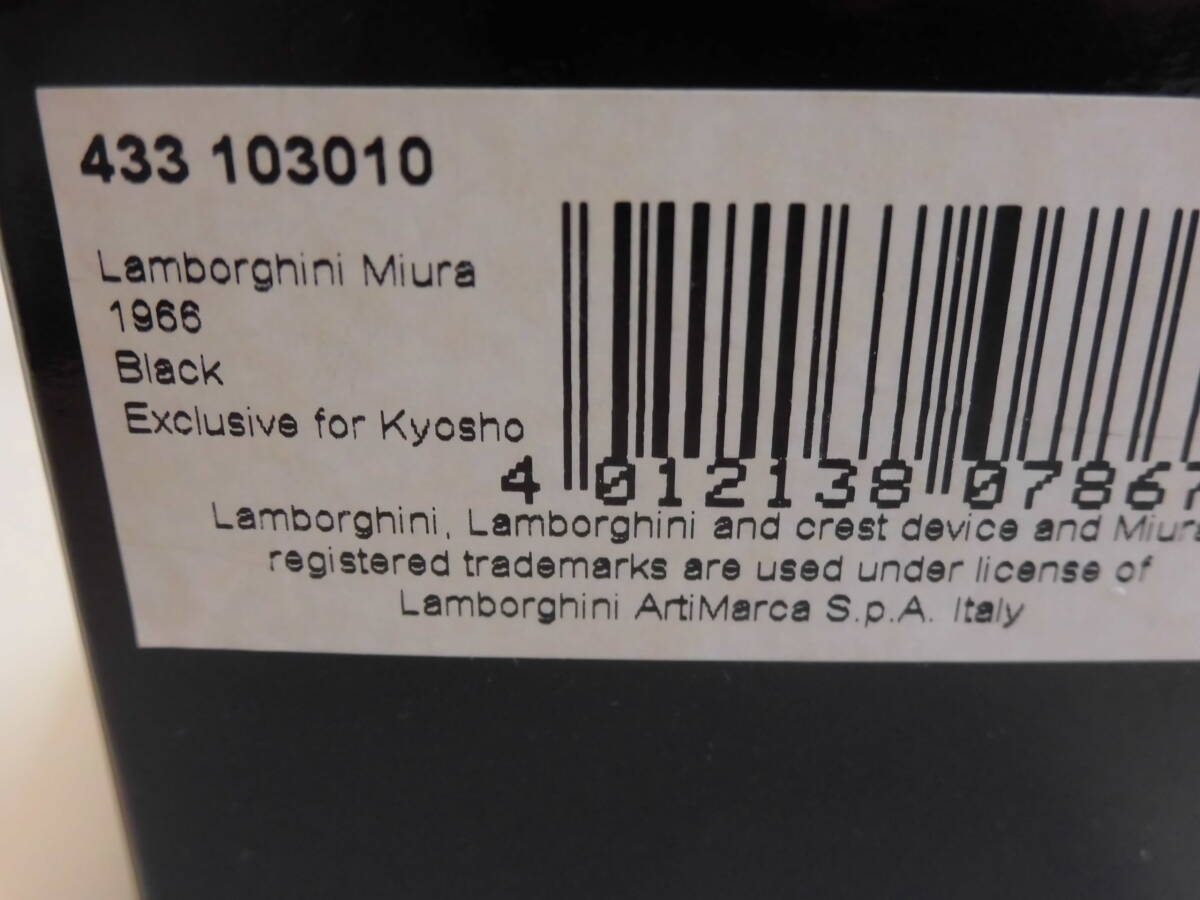 433 103010
Lamborghini Miura
1966
Black
Exclusive for Kyosho
4 012138 07867
Lamborghini, Lamborghini and crest device and Miura
registered trademarks are used under license of
Lamborghini ArtiMarca S.p.A. Italy